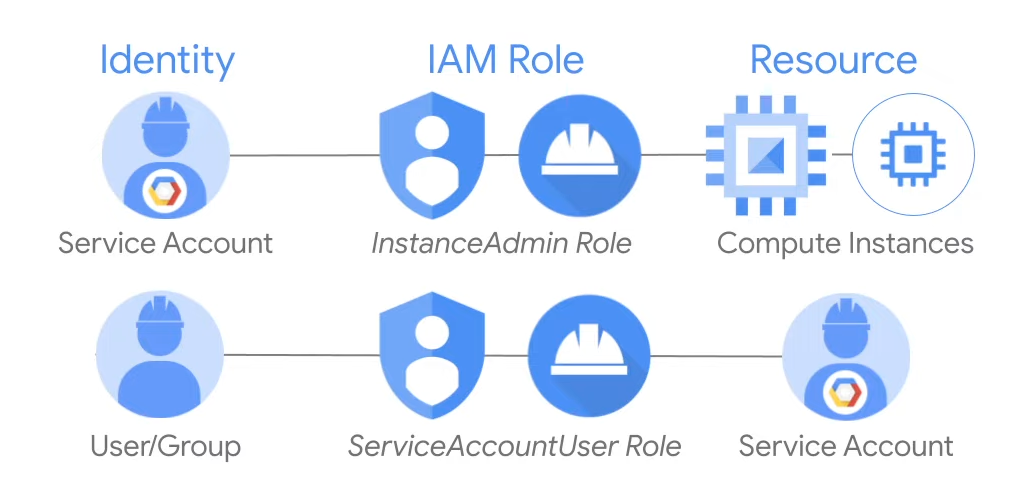 Identity
IAM Role
Resource
Service Account
InstanceAdmin Role
Compute Instances
User/Group
ServiceAccountUser Role
Service Account